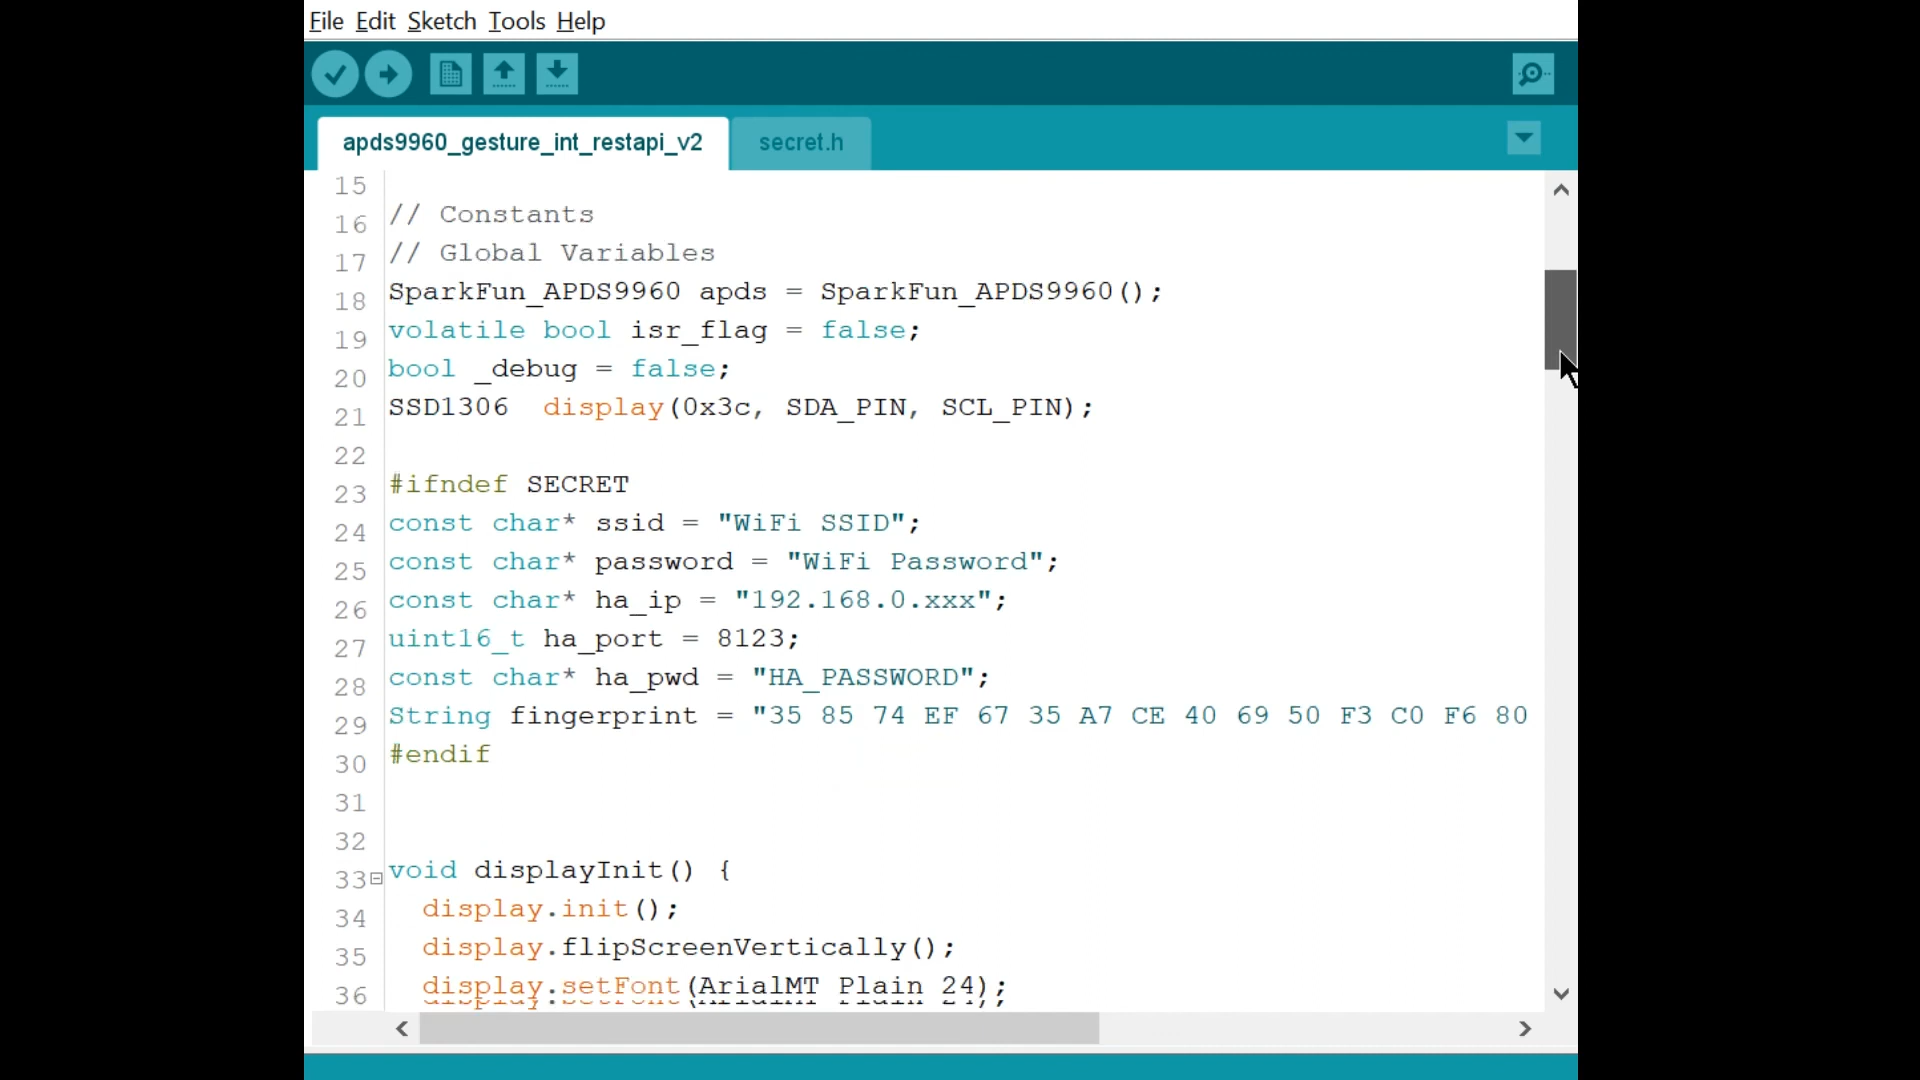 File Edit Sketch Tools Help
apds9960_gesture_int_restapi_v2 secret.h
15
16 // Constants
17 // Global Variables
18 SparkFun_APDS9960 apds = SparkFun_APDS9960();
19 volatile bool isr_flag = false;
20 bool _debug = false;
21 SSD1306  display(0x3c, SDA_PIN, SCL_PIN);
22
23 #ifndef SECRET
24 const char* ssid = "WiFi SSID";
25 const char* password = "WiFi Password";
26 const char* ha_ip = "192.168.0.xxx";
27 uint16_t ha_port = 8123;
28 const char* ha_pwd = "HA_PASSWORD";
29 String fingerprint = "35 85 74 EF 67 35 A7 CE 40 69 50 F3 C0 F6 80
30 #endif
31
32
33 void displayInit() {
34 display.init();
35 display.flipScreenVertically();
36 display.setFont(ArialMT_Plain_24);